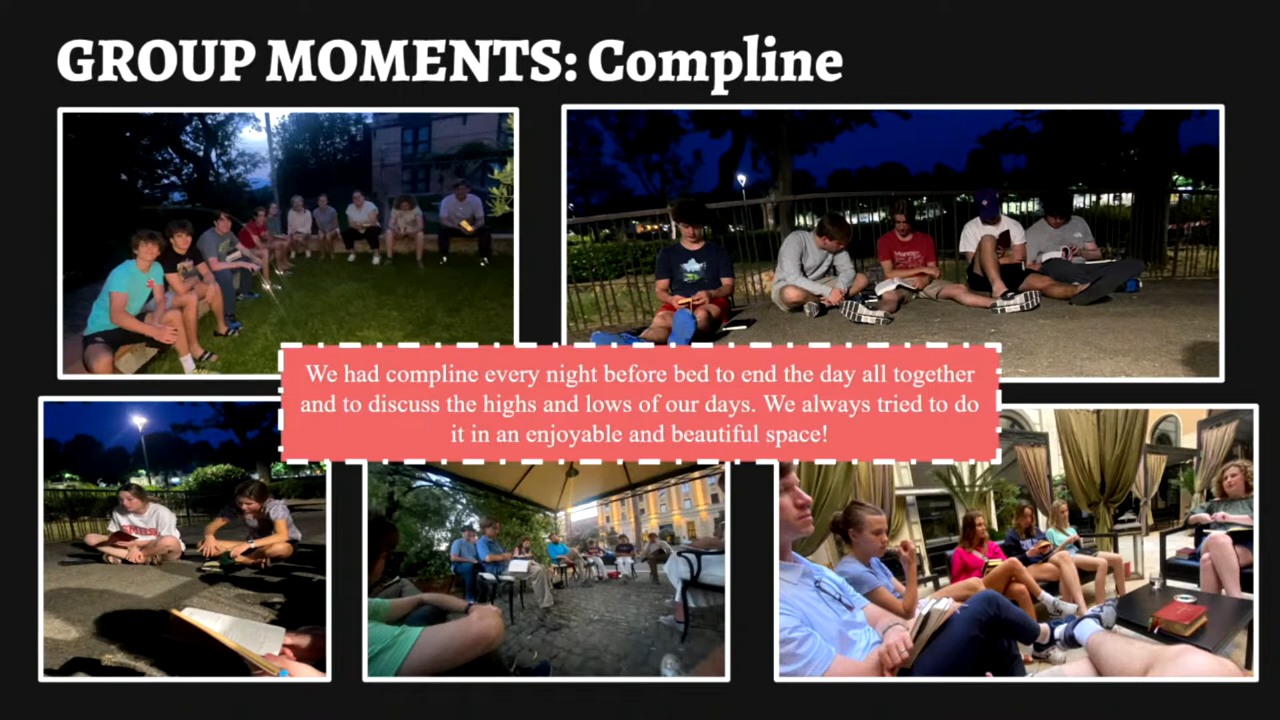 GROUP MOMENTS: Compline
We had compline every night before bed to end the day all together
and to discuss the highs and lows of our days. We always tried to do
it in an enjoyable and beautiful space!